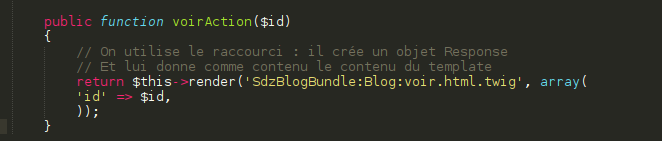 public function voirAction($id)
{
// On utilise le raccourci : il crée un objet Response
// Et lui donne comme contenu le contenu du template
return $this->render('SdzBlogBundle:Blog:voir.html.twig', array(
'id' => $id,
));
}